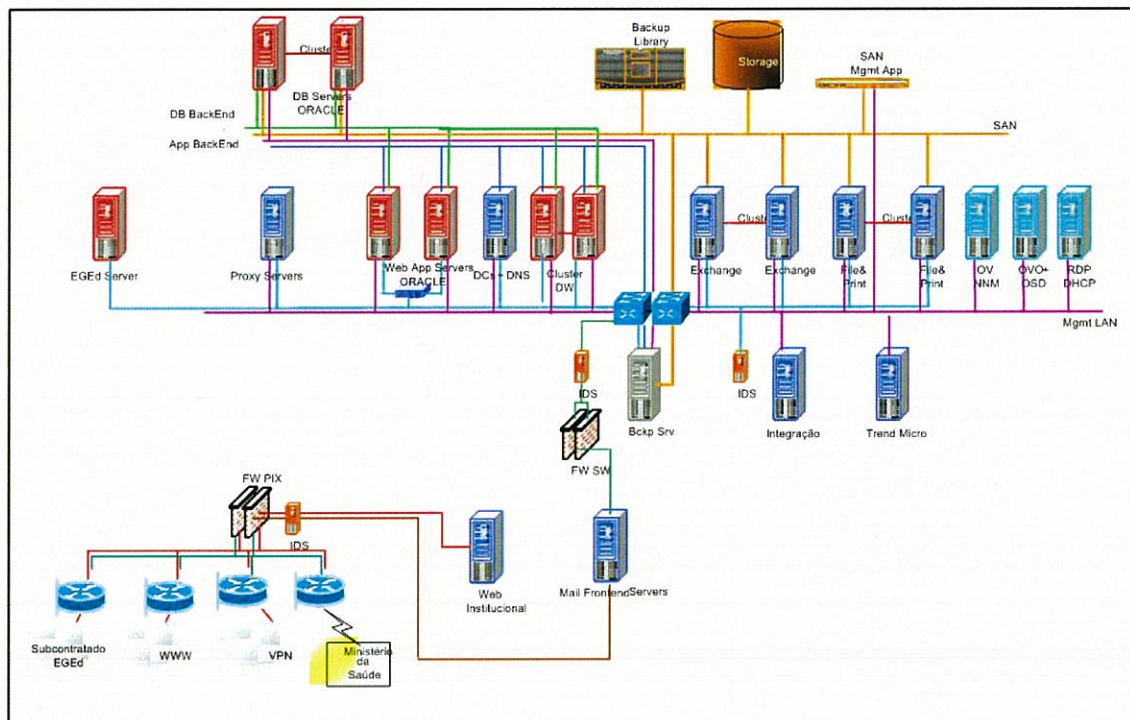 Backup
Library
Cluster
Storage
SAN
Mgmt App
DB Servers
ORACLE
DB BackEnd
SAN
App BackEnd
EGEd Server
Proxy Servers
Web App Servers
ORACLE
DCs + DNS
Cluster
DW
Cluster
Exchange
Exchange
Cluster
File&
Print
File&
Print
OV
NNM
OVO+
OSD
RDP
DHCP
Mgmt LAN
IDS
Bckp Srv
IDS
Integração
Trend Micro
FW SW
FW PIX
IDS
Web
Institucional
Mail Frontend Servers
Subcontratado
EGEd
WWW
VPN
Ministério
da
Saúde